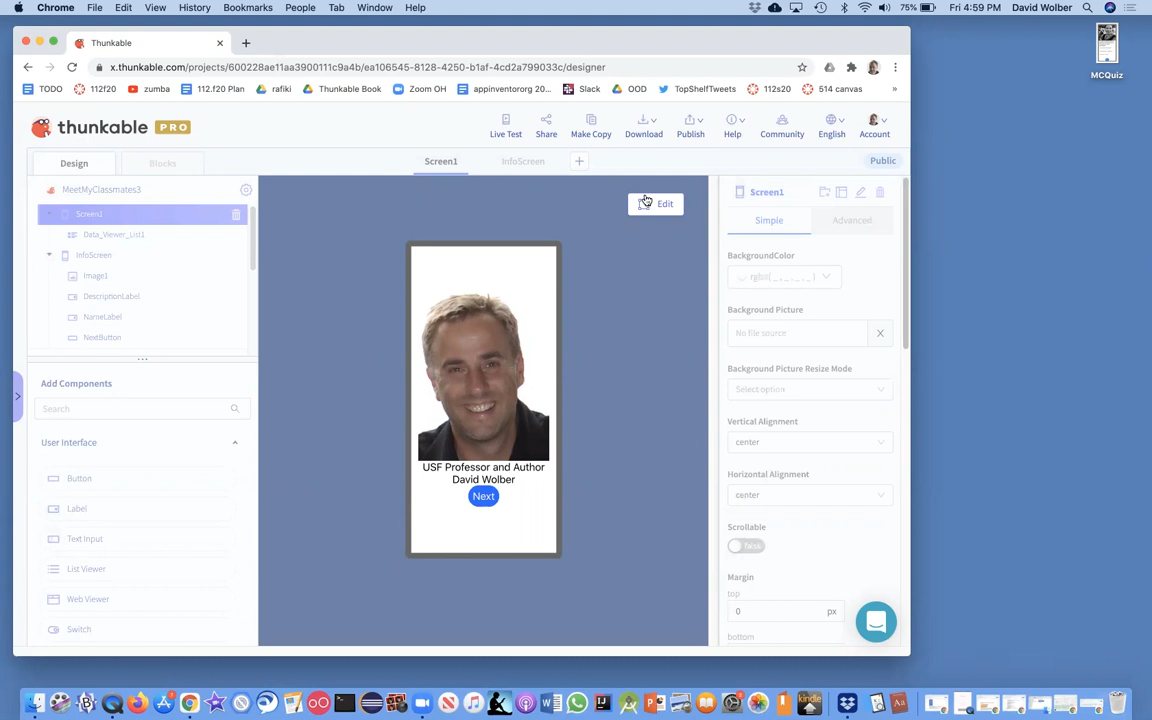 Chrome File Edit View History Bookmarks People Tab Window Help 75% Fri 4:59 PM David Wolber
Thunkable
x.thunkable.com/projects/600228ae11aa3900111c9a4b/ea106545-8128-4250-b1af-4cd2a799033c/designer
TODO 112f20 zumba 112.f20 Plan rafiki Thunkable Book Zoom OH appinventororg 20... Slack OOD TopShelfTweets 112s20 514 canvas »
MCQuiz
thunkable PRO
Live Test Share Make Copy Download Publish Help Community English Account
Design Blocks Screen1 InfoScreen Public
MeetMyClassmates3
Screen1
Data_Viewer_List1
InfoScreen
Image1
DescriptionLabel
NameLabel
NextButton
Add Components
Search
User Interface
Button
Label
Text Input
List Viewer
Web Viewer
Switch
Edit
USF Professor and Author
David Wolber
Next
Screen1
Simple Advanced
BackgroundColor
rgba( _ , _ , _ , _ )
Background Picture
No file source
Background Picture Resize Mode
Select option
Vertical Alignment
center
Horizontal Alignment
center
Scrollable
false
Margin
top
0 px
bottom
kindle